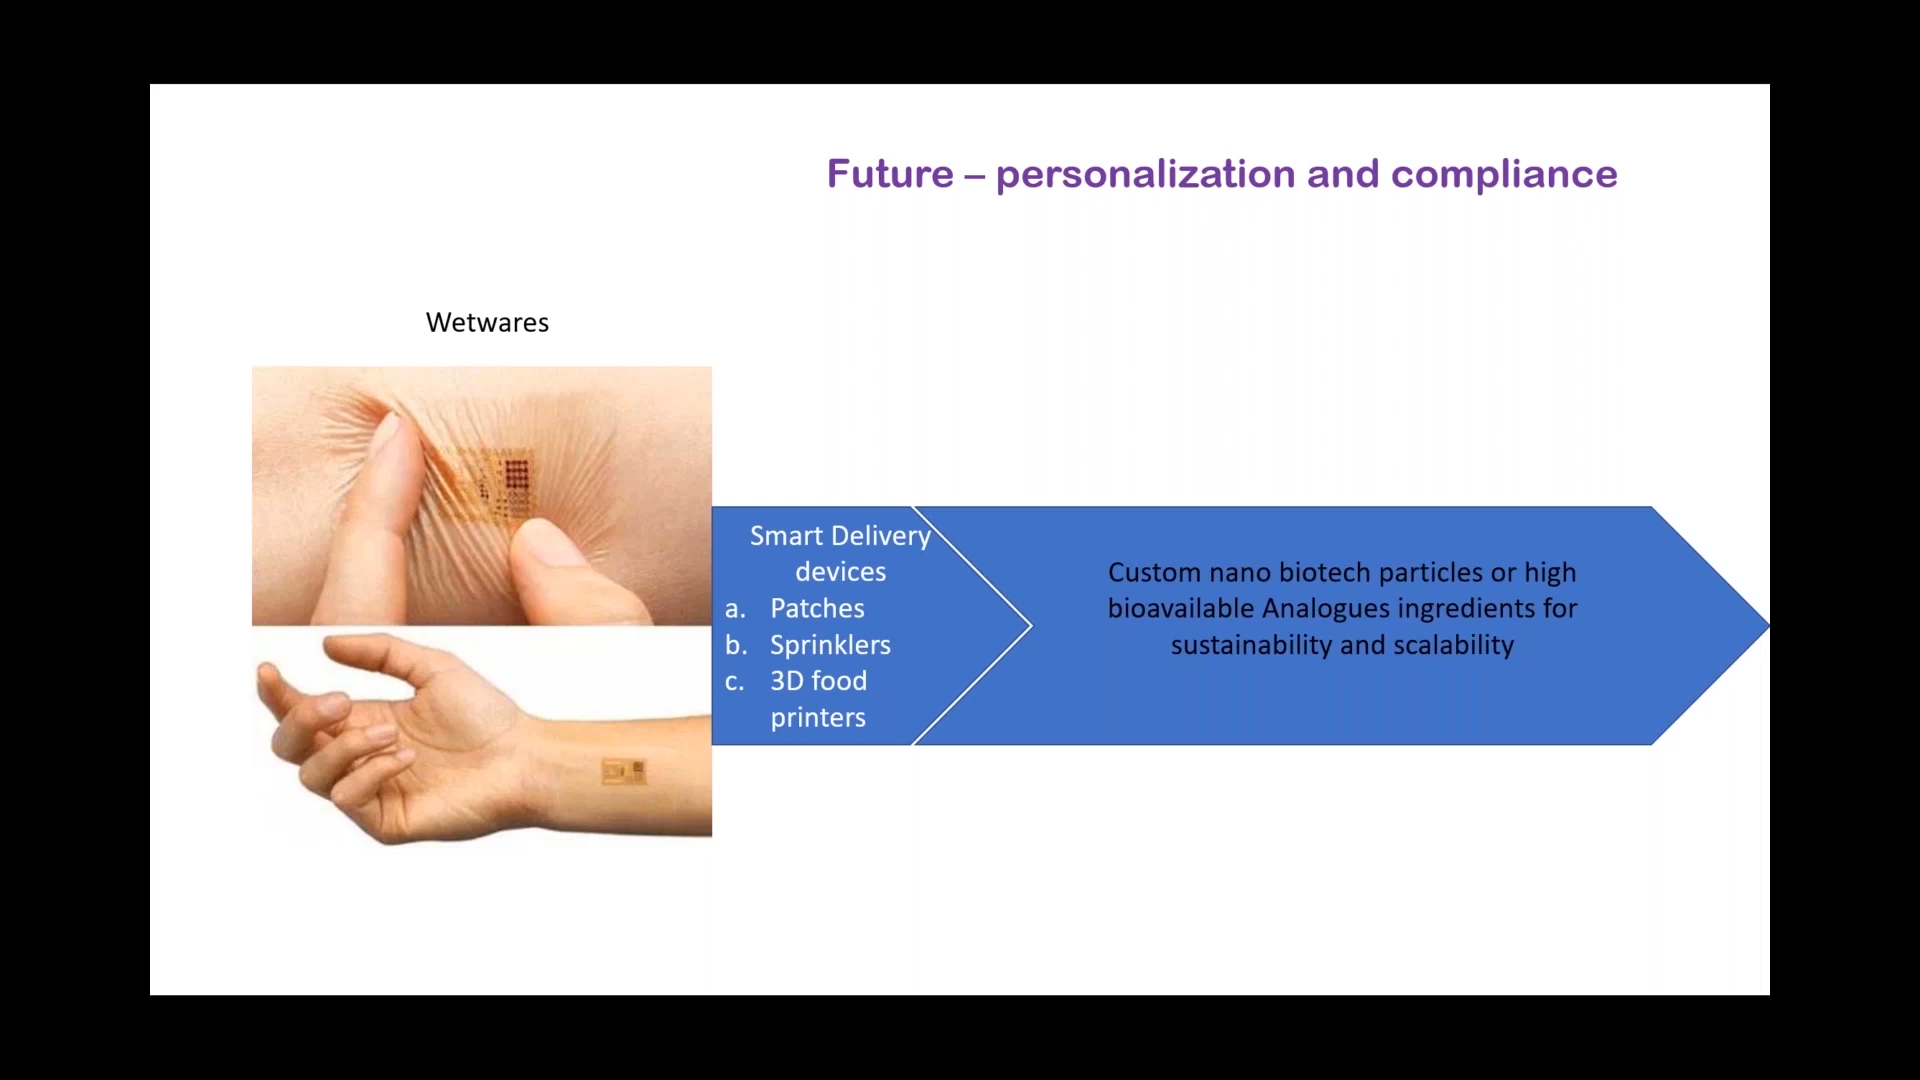 Future – personalization and compliance
Wetwares
Smart Delivery
devices
a. Patches
b. Sprinklers
c. 3D food
printers
Custom nano biotech particles or high
bioavailable Analogues ingredients for
sustainability and scalability